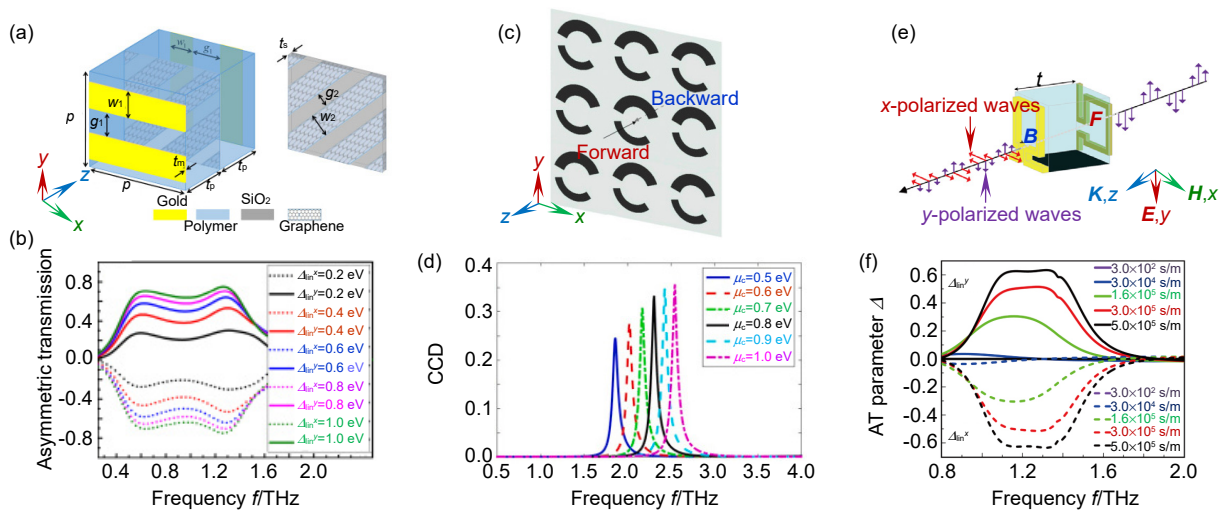 (a)
w₁
g₁
tₛ
w₁
g₁
p
g₂
w₂
tₘ
p
tₚ
tₚ
y
z
x
Gold
Polymer
SiO₂
Graphene
(b)
Asymmetric transmission
0.8
0.4
0
-0.4
-0.8
0.4
0.8
1.2
1.6
2.0
Frequency f/THz
Δₗᵢₙˣ=0.2 eV
Δₗᵢₙʸ=0.2 eV
Δₗᵢₙˣ=0.4 eV
Δₗᵢₙʸ=0.4 eV
Δₗᵢₙˣ=0.6 eV
Δₗᵢₙʸ=0.6 eV
Δₗᵢₙˣ=0.8 eV
Δₗᵢₙʸ=0.8 eV
Δₗᵢₙˣ=1.0 eV
Δₗᵢₙʸ=1.0 eV
(c)
Backward
Forward
y
z
x
(d)
CCD
0.4
0.3
0.2
0.1
0
0.5
1.0
1.5
2.0
2.5
3.0
3.5
4.0
Frequency f/THz
μc=0.5 eV
μc=0.6 eV
μc=0.7 eV
μc=0.8 eV
μc=0.9 eV
μc=1.0 eV
(e)
t
x-polarized waves
B
F
y-polarized waves
K,z
E,y
H,x
(f)
AT parameter Δ
0.6
0.4
0.2
0
-0.2
-0.4
-0.6
0.8
1.2
1.6
2.0
Frequency f/THz
Δₗᵢₙʸ
3.0×10² s/m
3.0×10⁴ s/m
1.6×10⁵ s/m
3.0×10⁵ s/m
5.0×10⁵ s/m
Δₗᵢₙˣ
3.0×10² s/m
3.0×10⁴ s/m
1.6×10⁵ s/m
3.0×10⁵ s/m
5.0×10⁵ s/m